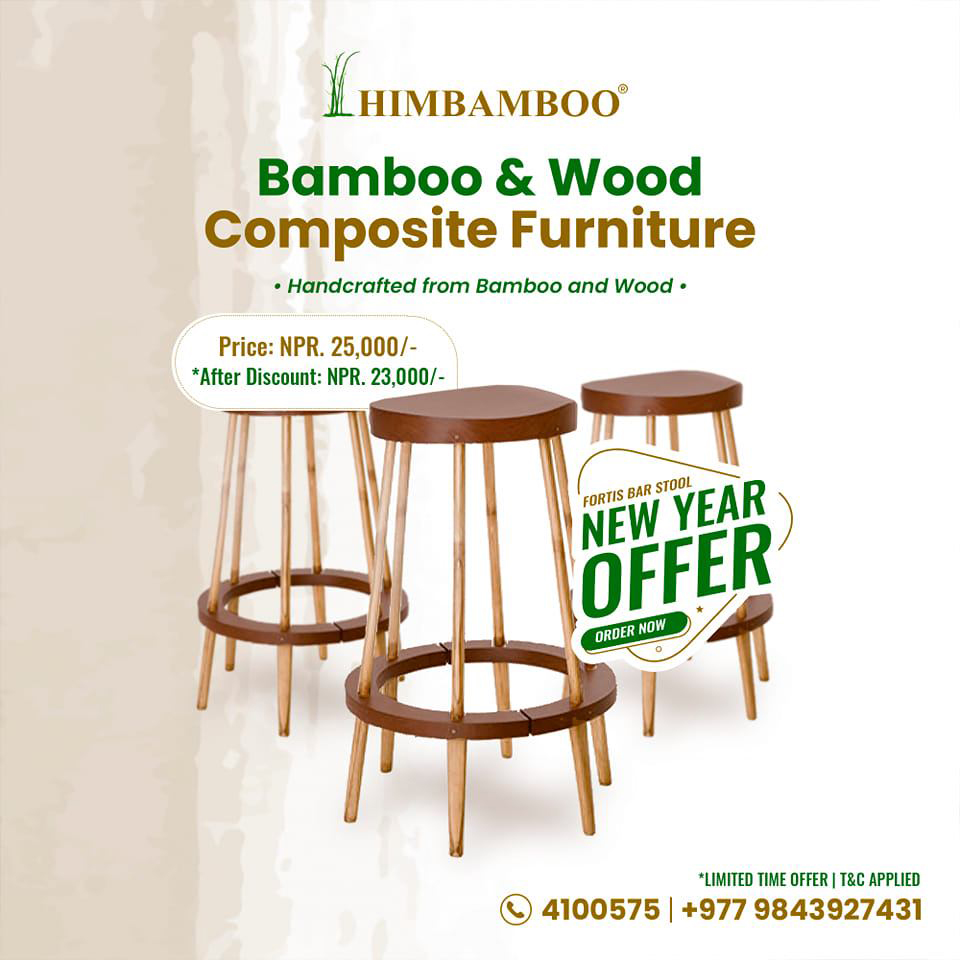 HIMBAMBOO®
Bamboo & Wood
Composite Furniture
• Handcrafted from Bamboo and Wood •
Price: NPR. 25,000/-
*After Discount: NPR. 23,000/-
FORTIS BAR STOOL
NEW YEAR
OFFER
ORDER NOW
*LIMITED TIME OFFER | T&C APPLIED
4100575 | +977 9843927431